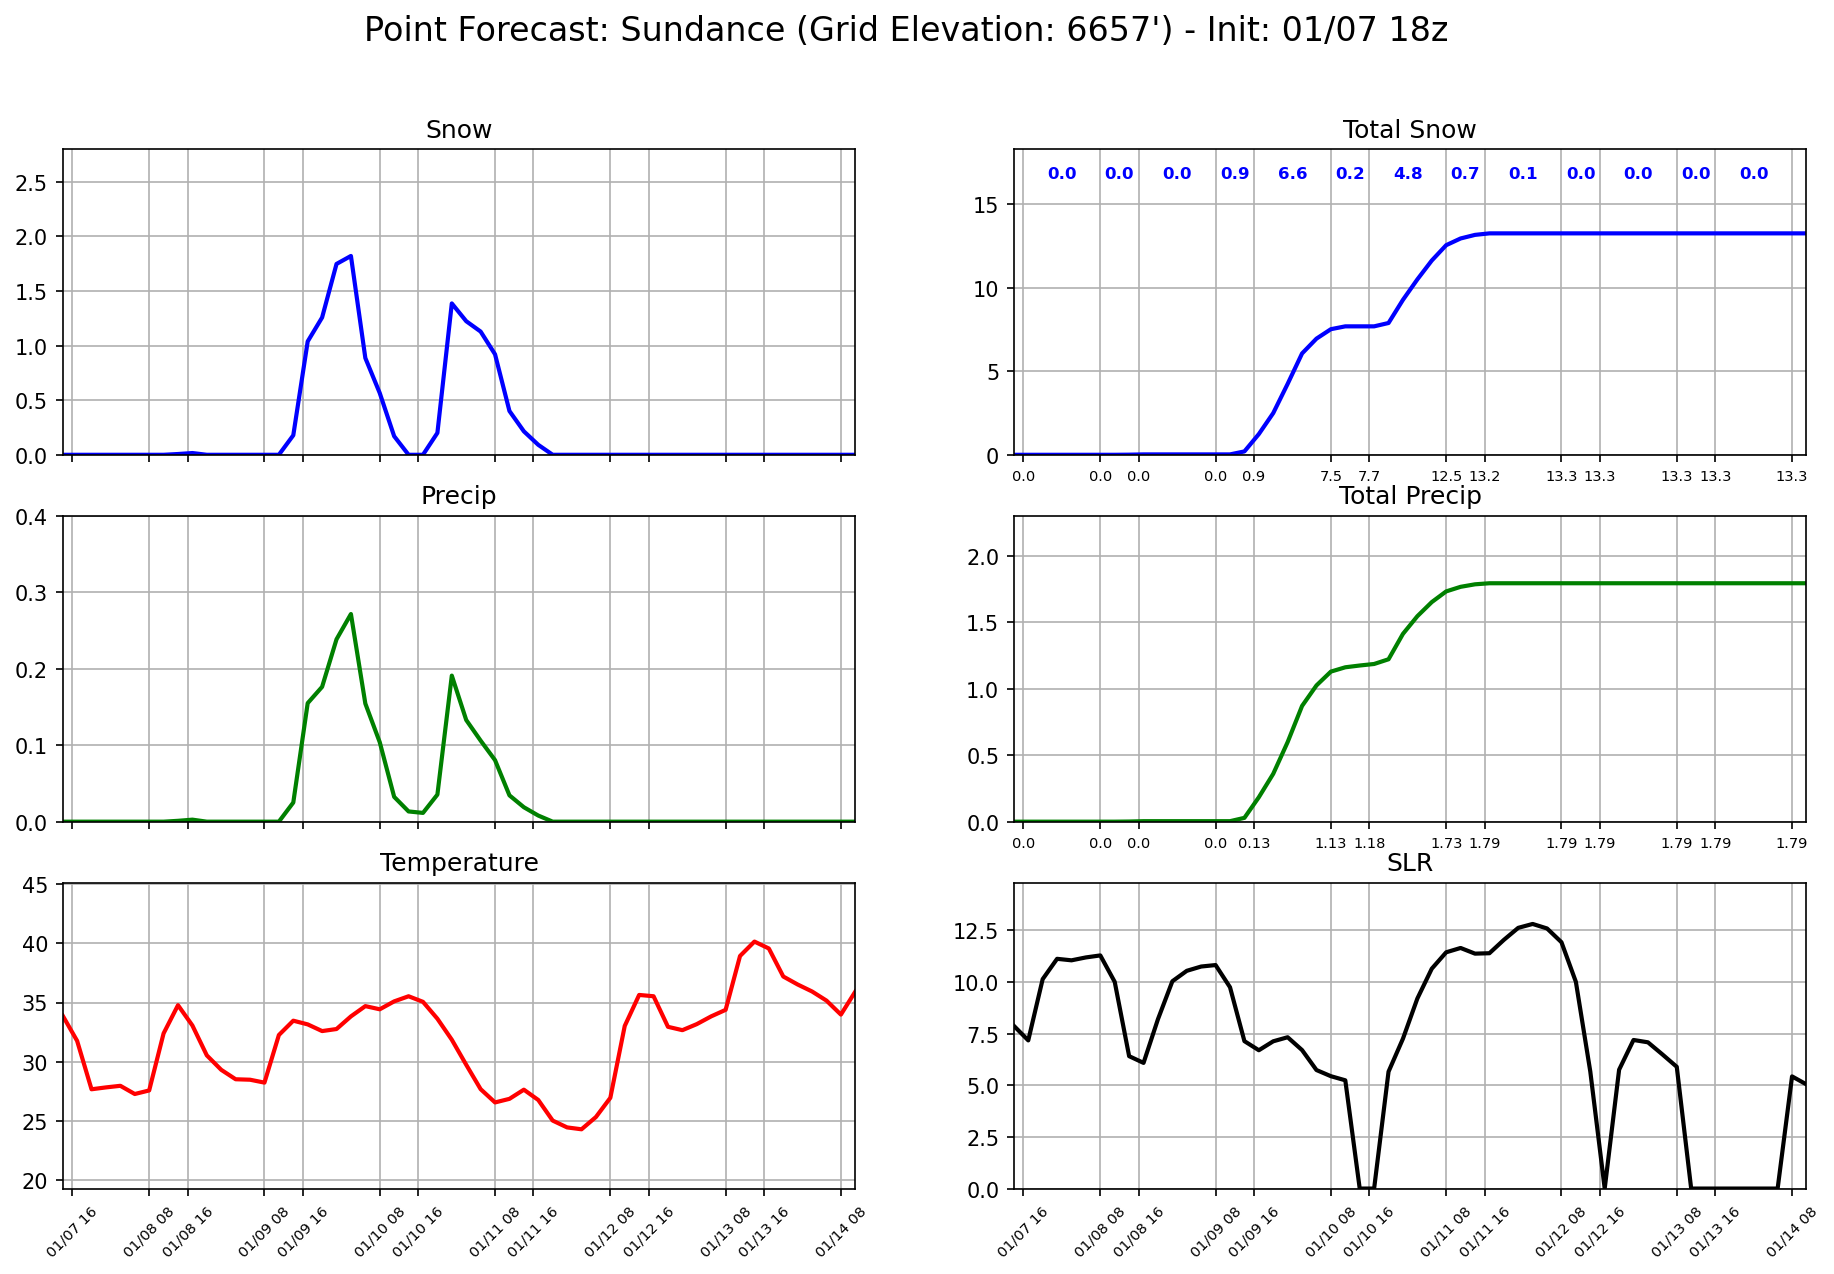 Point Forecast: Sundance (Grid Elevation: 6657') - Init: 01/07 18z
Snow
2.5
2.0
1.5
1.0
0.5
0.0
Total Snow
0.0 0.0 0.0 0.9 6.6 0.2 4.8 0.7 0.1 0.0 0.0 0.0 0.0
15
10
5
0
0.0 0.0 0.0 0.0 0.9 7.5 7.7 12.5 13.2 13.3 13.3 13.3 13.3 13.3
Precip
0.4
0.3
0.2
0.1
0.0
Total Precip
2.0
1.5
1.0
0.5
0.0
0.0 0.0 0.0 0.0 0.13 1.13 1.18 1.73 1.79 1.79 1.79 1.79 1.79 1.79
Temperature
45
40
35
30
25
20
01/07 16 01/08 08 01/08 16 01/09 08 01/09 16 01/10 08 01/10 16 01/11 08 01/11 16 01/12 08 01/12 16 01/13 08 01/13 16 01/14 08
SLR
12.5
10.0
7.5
5.0
2.5
0.0
01/07 16 01/08 08 01/08 16 01/09 08 01/09 16 01/10 08 01/10 16 01/11 08 01/11 16 01/12 08 01/12 16 01/13 08 01/13 16 01/14 08